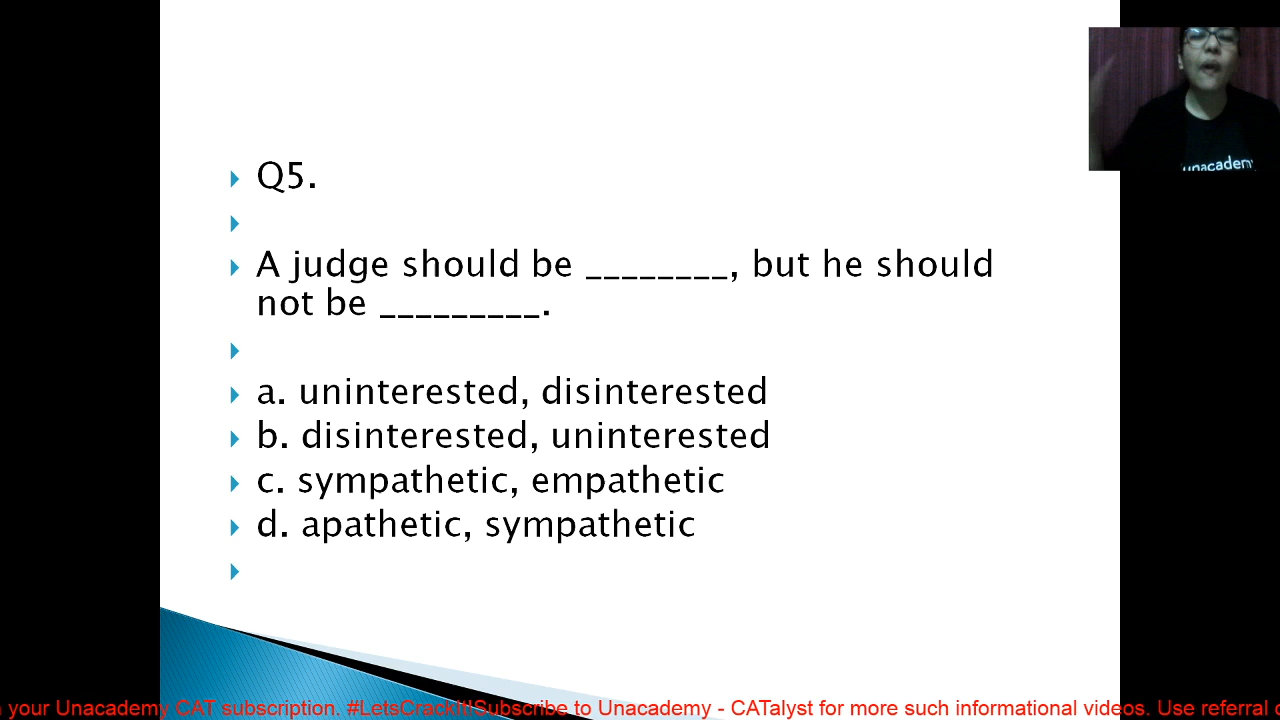 Q5.
A judge should be ________, but he should
not be _________.
a. uninterested, disinterested
b. disinterested, uninterested
c. sympathetic, empathetic
d. apathetic, sympathetic
unacademy
your Unacademy CAT subscription. #LetsCrackIt!Subscribe to Unacademy - CATalyst for more such informational videos. Use referral